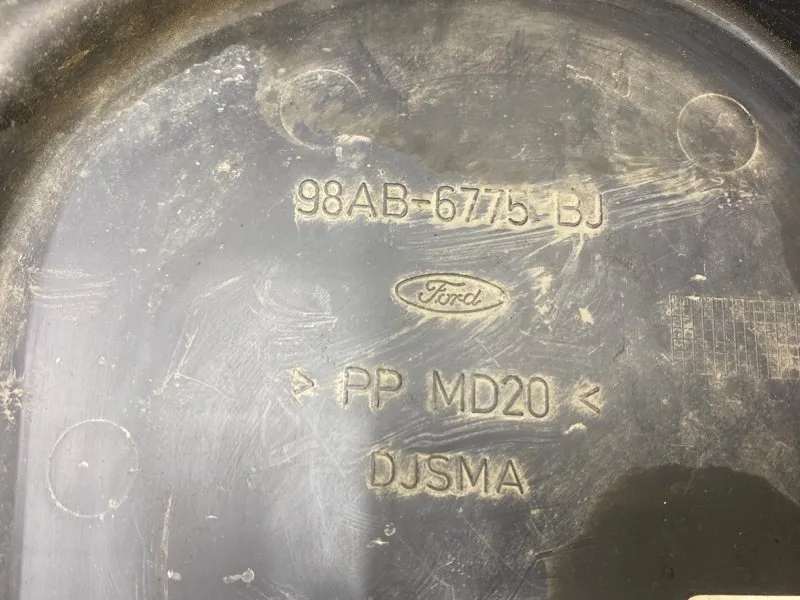 98AB-6775-BJ
Ford
> PP MD20 <
DJSMA